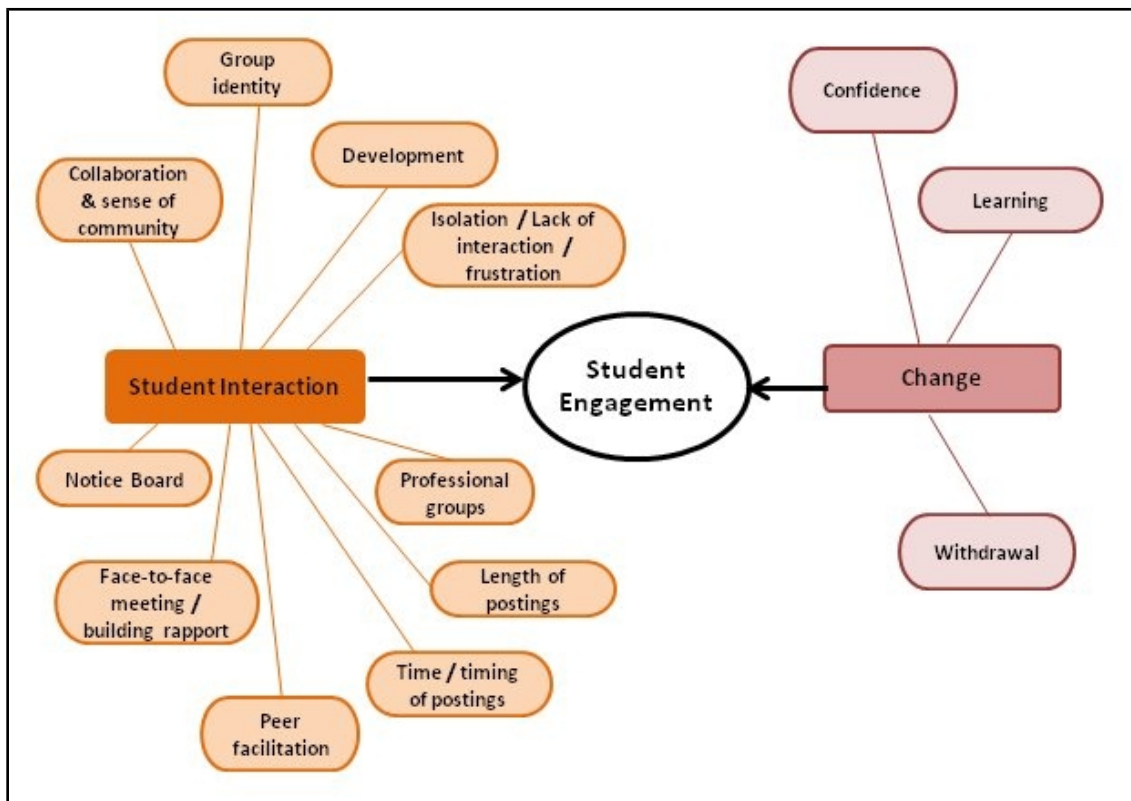 Group
identity
Confidence
Development
Collaboration
& sense of
community
Learning
Isolation / Lack of
interaction /
frustration
Student Interaction
Student
Engagement
Change
Notice Board
Professional
groups
Withdrawal
Face-to-face
meeting /
building rapport
Length of
postings
Time / timing
of postings
Peer
facilitation